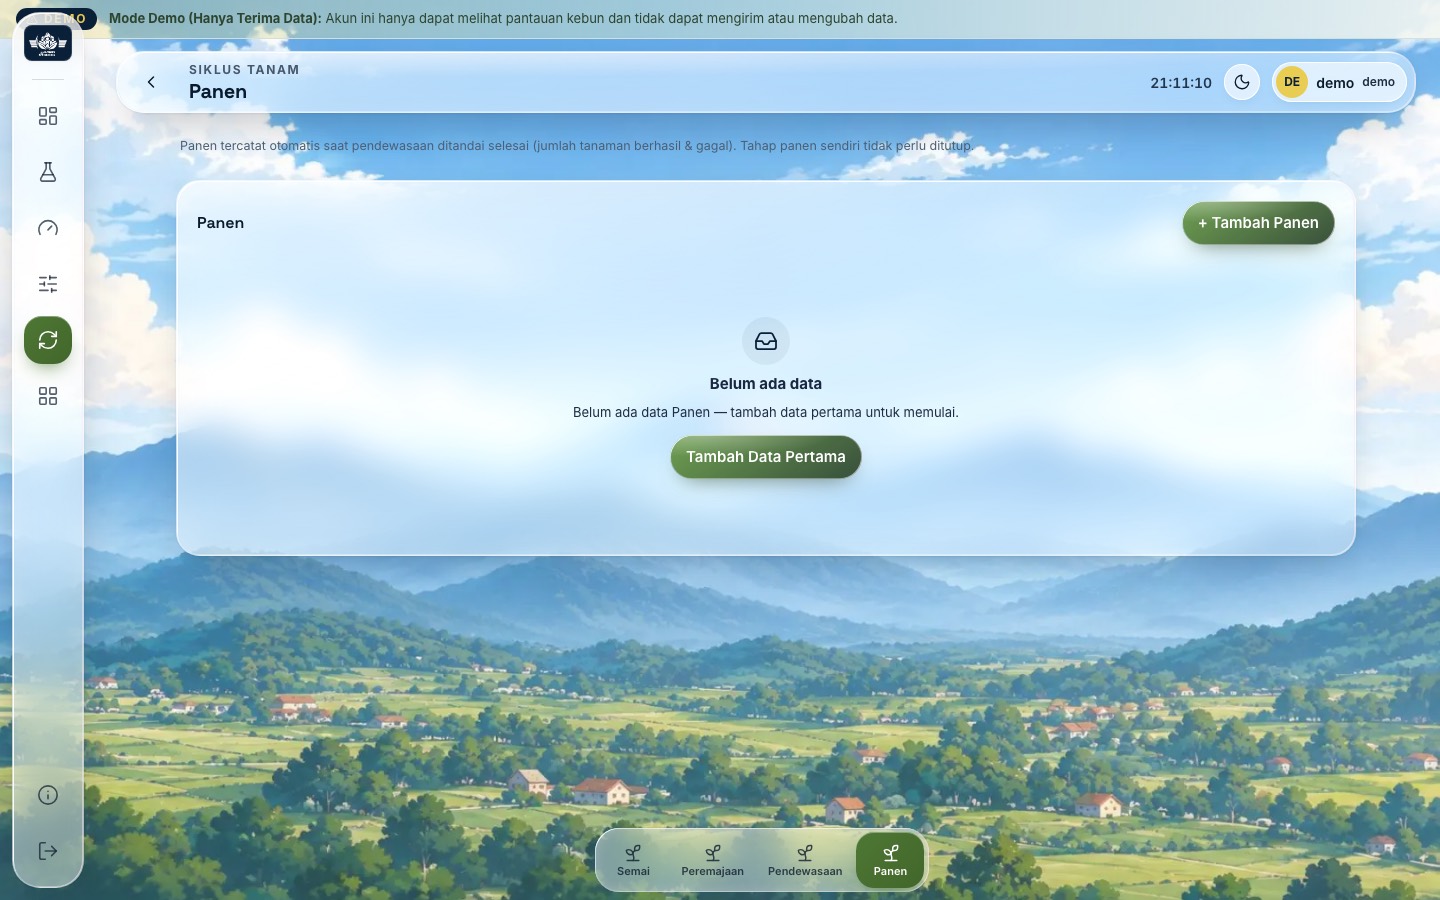 DEMO
Mode Demo (Hanya Terima Data): Akun ini hanya dapat melihat pantauan kebun dan tidak dapat mengirim atau mengubah data.
SIKLUS TANAM
Panen
21:11:10
DE demo demo
Panen tercatat otomatis saat pendewasaan ditandai selesai (jumlah tanaman berhasil & gagal). Tahap panen sendiri tidak perlu ditutup.
Panen
+ Tambah Panen
Belum ada data
Belum ada data Panen — tambah data pertama untuk memulai.
Tambah Data Pertama
Semai
Peremajaan
Pendewasaan
Panen